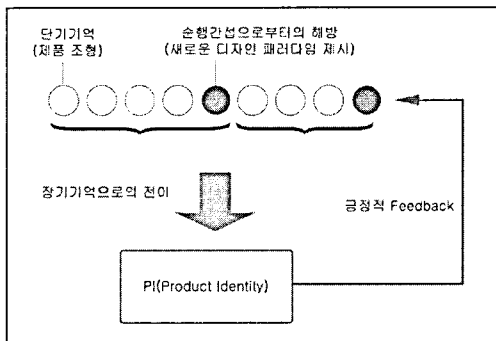 단기기억
(제품 조형)
순행간섭으로부터의 해방
(새로운 디자인 패러다임 제시)
장기기억으로의 전이
긍정적 Feedback
PI(Product Identity)